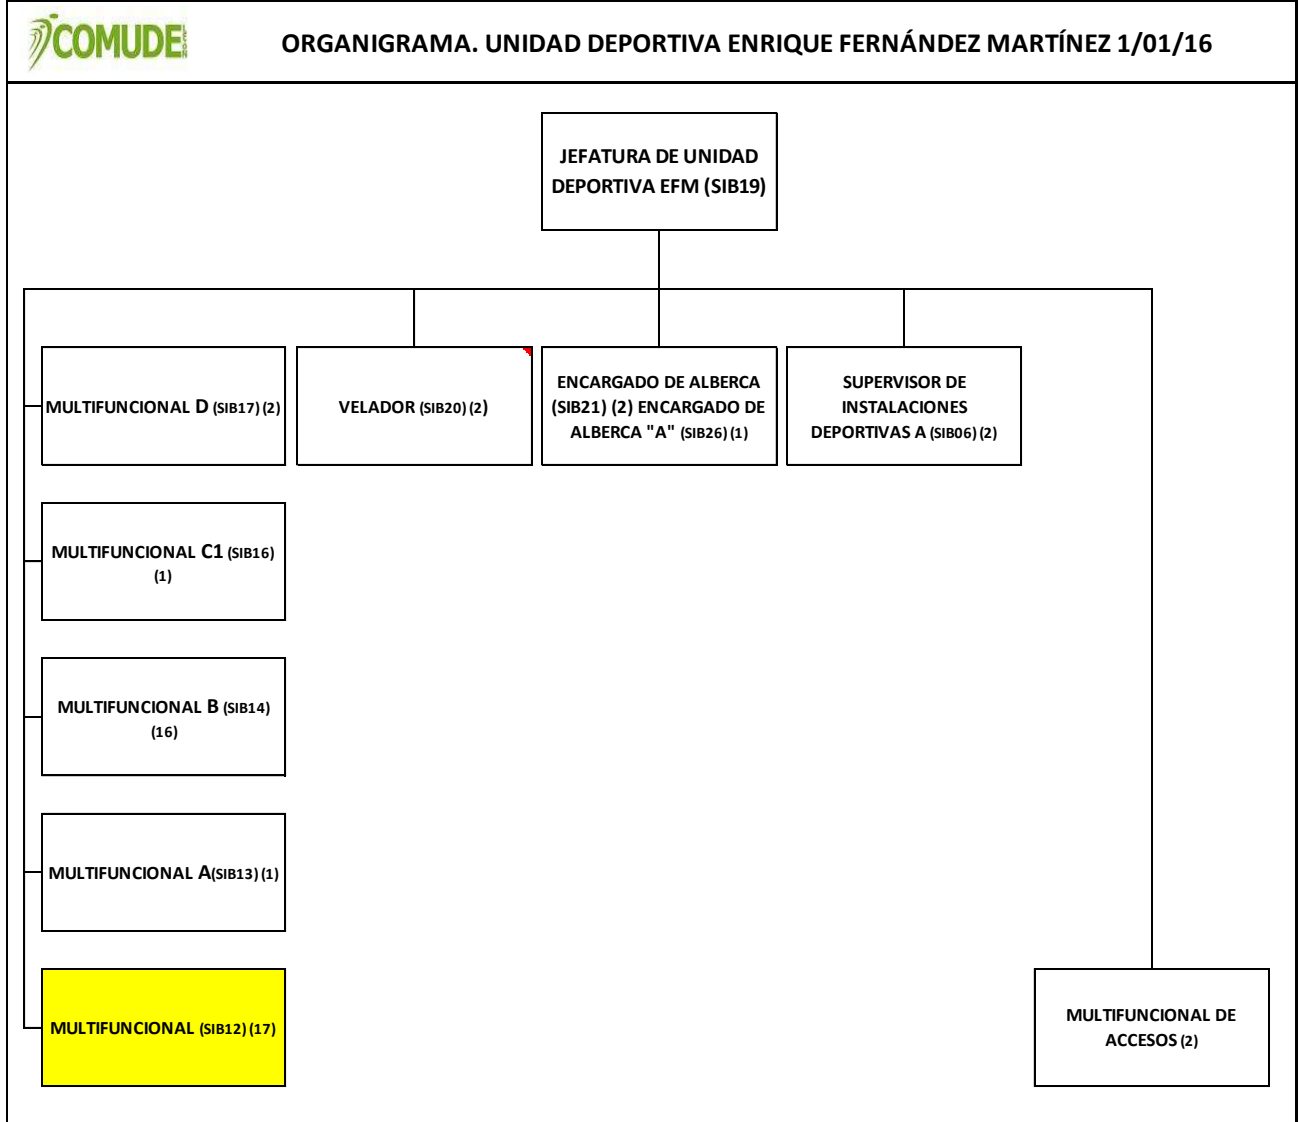 COMUDE
ORGANIGRAMA. UNIDAD DEPORTIVA ENRIQUE FERNÁNDEZ MARTÍNEZ 1/01/16
JEFATURA DE UNIDAD
DEPORTIVA EFM (SIB19)
MULTIFUNCIONAL D (SIB17) (2)
VELADOR (SIB20) (2)
ENCARGADO DE ALBERCA
(SIB21) (2) ENCARGADO DE
ALBERCA "A" (SIB26) (1)
SUPERVISOR DE
INSTALACIONES
DEPORTIVAS A (SIB06) (2)
MULTIFUNCIONAL C1 (SIB16)
(1)
MULTIFUNCIONAL B (SIB14)
(16)
MULTIFUNCIONAL A(SIB13) (1)
MULTIFUNCIONAL (SIB12) (17)
MULTIFUNCIONAL DE
ACCESOS (2)